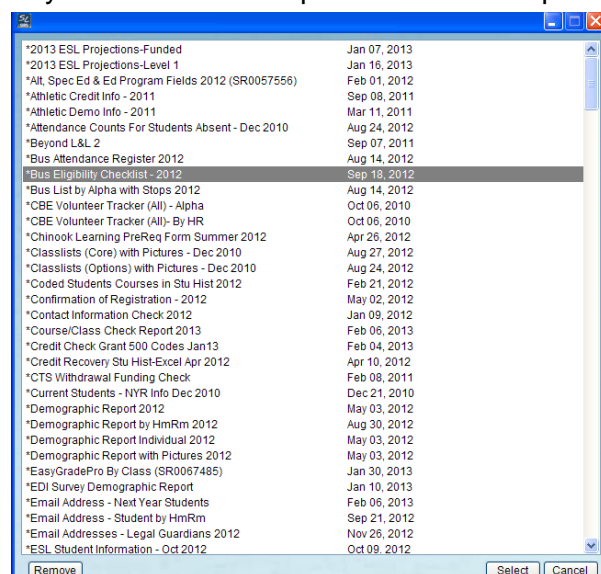 *2013 ESL Projections-Funded Jan 07, 2013
*2013 ESL Projections-Level 1 Jan 16, 2013
*Alt, Spec Ed & Ed Program Fields 2012 (SR0057556) Feb 01, 2012
*Athletic Credit Info - 2011 Sep 08, 2011
*Athletic Demo Info - 2011 Mar 11, 2011
*Attendance Counts For Students Absent - Dec 2010 Aug 24, 2012
*Beyond L&L 2 Sep 07, 2011
*Bus Attendance Register 2012 Aug 14, 2012
*Bus Eligibility Checklist - 2012 Sep 18, 2012
*Bus List by Alpha with Stops 2012 Aug 14, 2012
*CBE Volunteer Tracker (All) - Alpha Oct 06, 2010
*CBE Volunteer Tracker (All)- By HR Oct 06, 2010
*Chinook Learning PreReq Form Summer 2012 Apr 26, 2012
*Classlists (Core) with Pictures - Dec 2010 Aug 27, 2012
*Classlists (Options) with Pictures - Dec 2010 Aug 24, 2012
*Coded Students Courses in Stu Hist 2012 Feb 21, 2012
*Confirmation of Registration - 2012 May 02, 2012
*Contact Information Check 2012 Jan 09, 2012
*Course/Class Check Report 2013 Feb 06, 2013
*Credit Check Grant 500 Codes Jan13 Feb 04, 2013
*Credit Recovery Stu Hist-Excel Apr 2012 Apr 10, 2012
*CTS Withdrawal Funding Check Feb 08, 2011
*Current Students - NYR Info Dec 2010 Dec 21, 2010
*Demographic Report 2012 May 03, 2012
*Demographic Report by HmRm 2012 Aug 30, 2012
*Demographic Report Individual 2012 May 03, 2012
*Demographic Report with Pictures 2012 May 03, 2012
*EasyGradePro By Class (SR0067485) Jan 30, 2013
*EDI Survey Demographic Report Jan 10, 2013
*Email Address - Next Year Students Feb 06, 2013
*Email Address - Student by HmRm Sep 21, 2012
*Email Addresses - Legal Guardians 2012 Nov 26, 2012
*ESL Student Information - Oct 2012 Oct 09, 2012
Remove Select Cancel